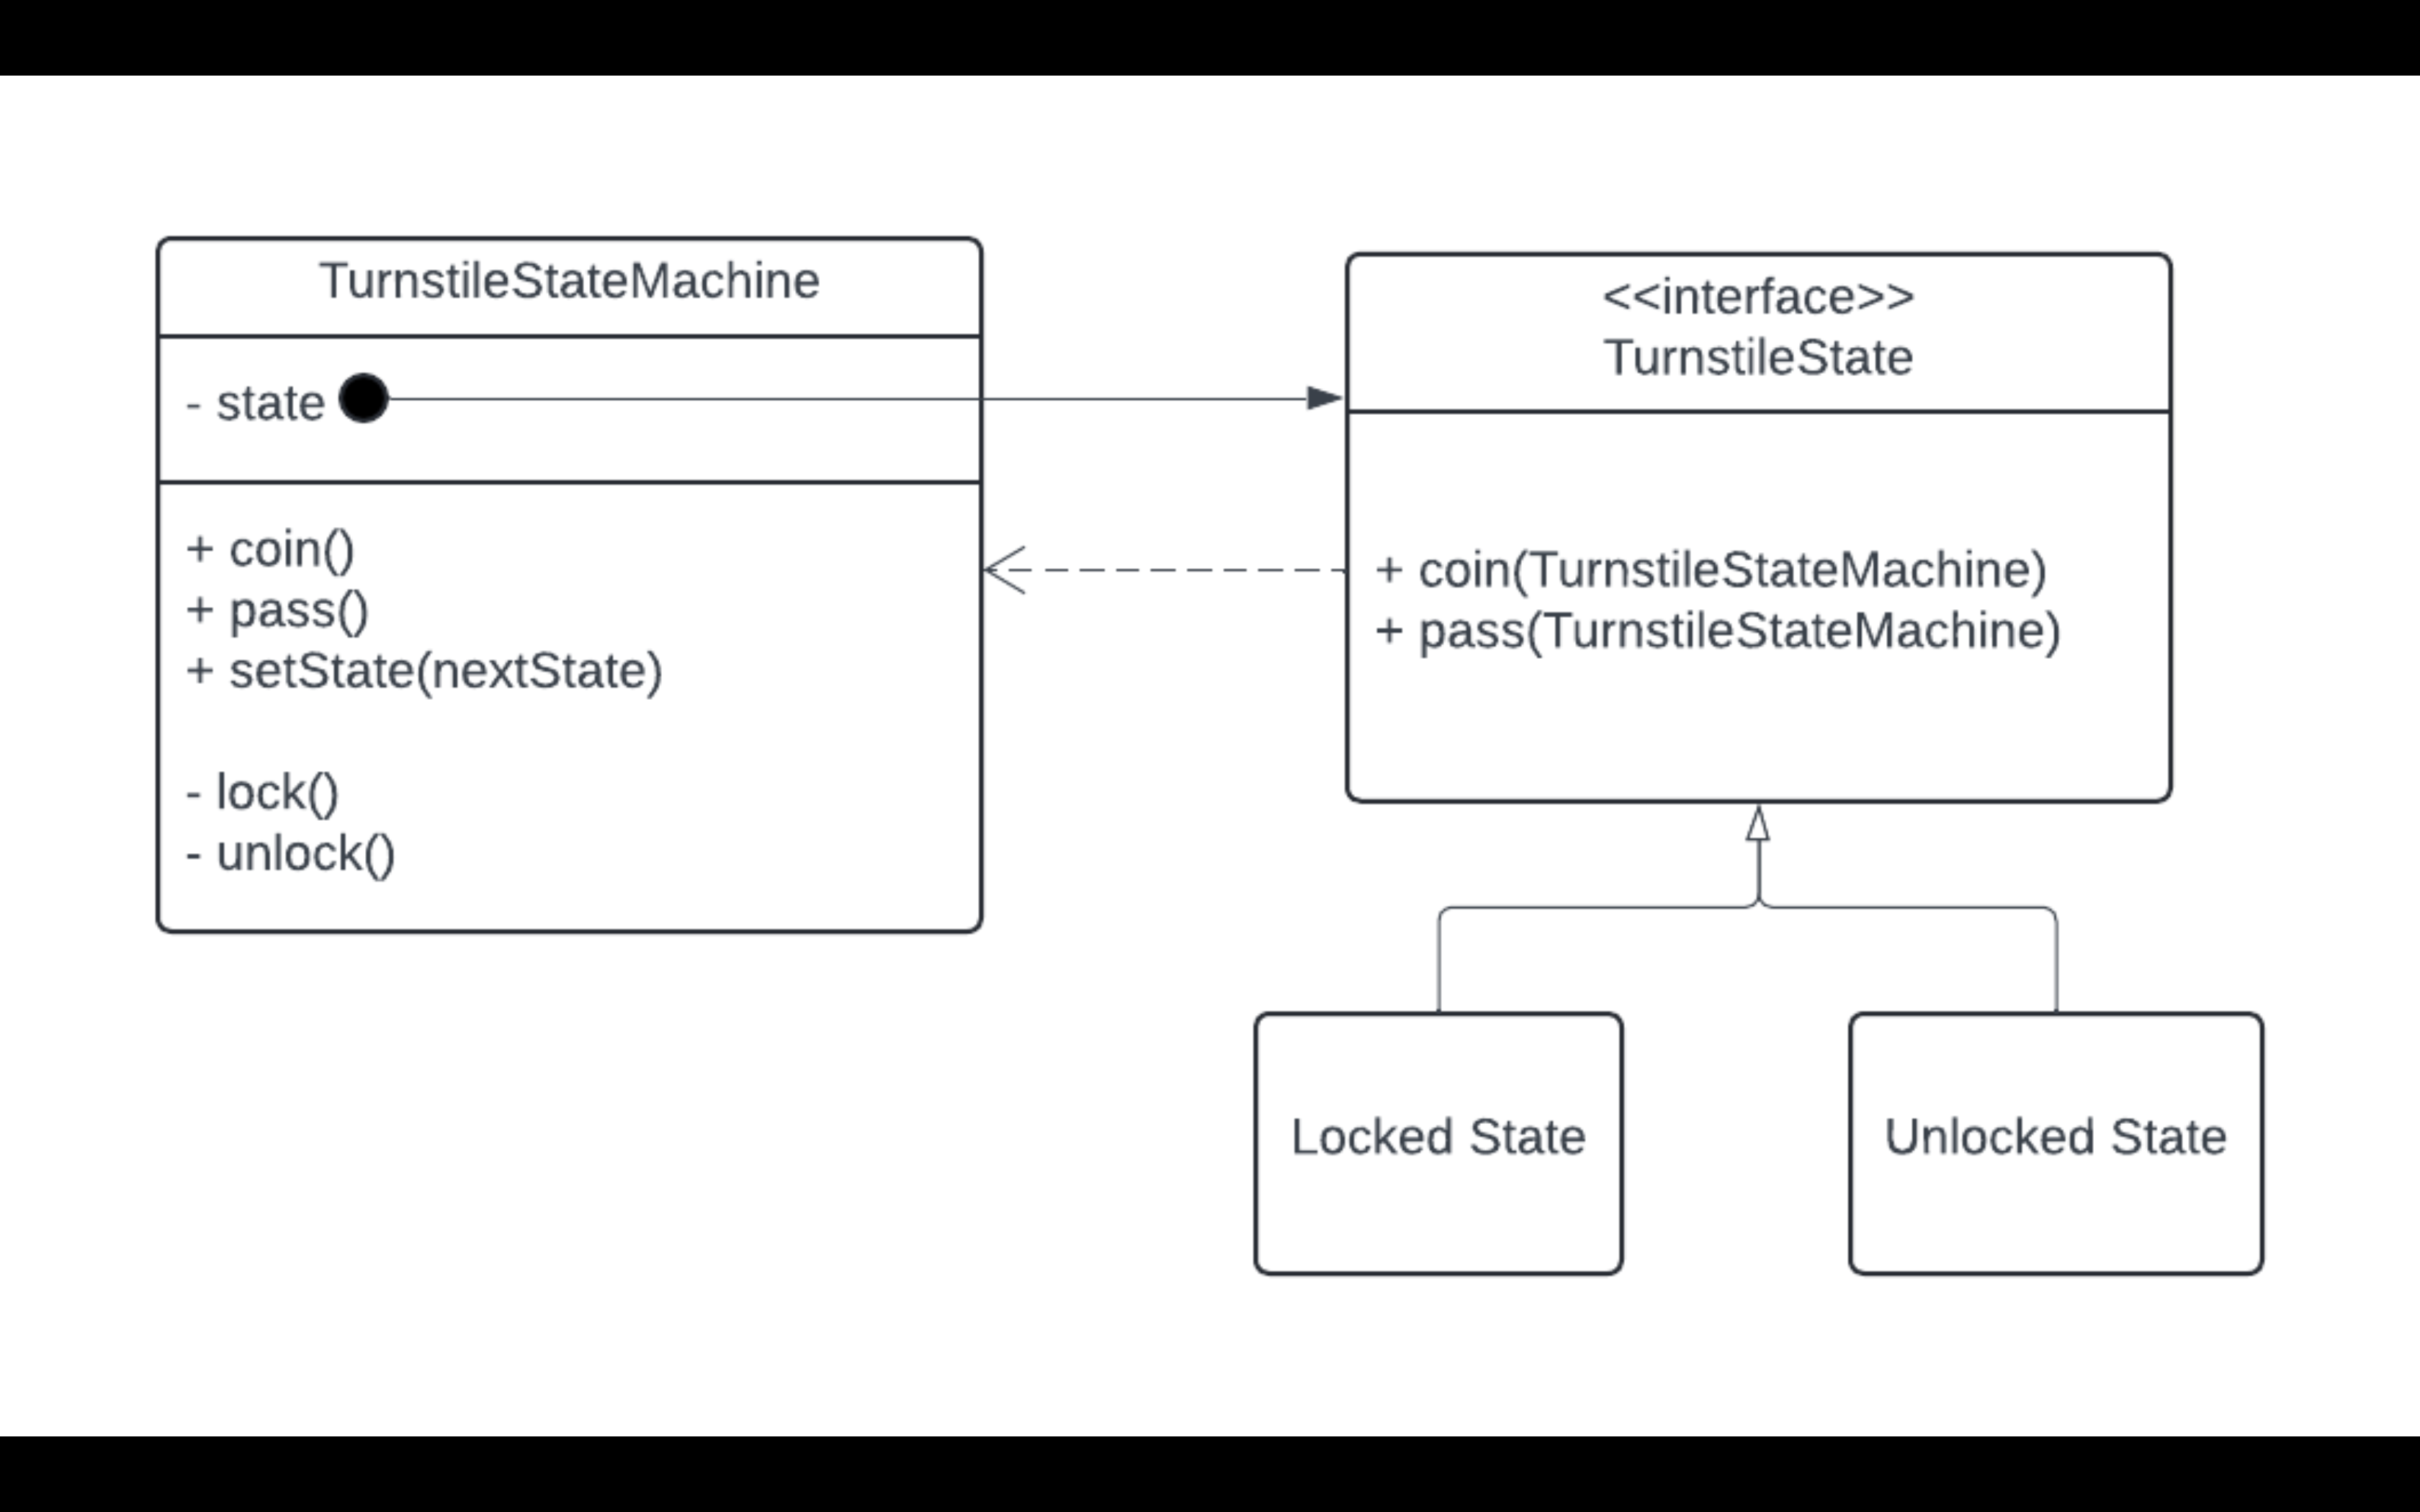 TurnstileStateMachine
- state
+ coin()
+ pass()
+ setState(nextState)
- lock()
- unlock()
<<interface>>
TurnstileState
+ coin(TurnstileStateMachine)
+ pass(TurnstileStateMachine)
Locked State
Unlocked State